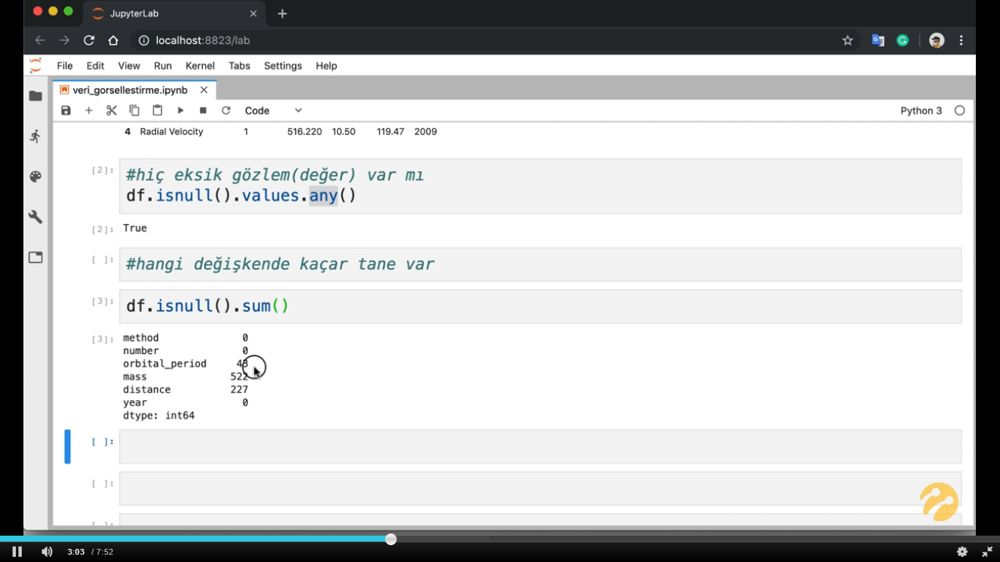 JupyterLab
localhost:8823/lab
File Edit View Run Kernel Tabs Settings Help
veri_gorsellestirme.ipynb
Code Python 3
4 Radial Velocity 1 516.220 10.50 119.47 2009
[2]: #hiç eksik gözlem(değer) var mı
df.isnull().values.any()
[2]: True
[ ]: #hangi değişkende kaçar tane var
[3]: df.isnull().sum()
[3]: method 0
number 0
orbital_period 43
mass 522
distance 227
year 0
dtype: int64
[ ]:
[ ]:
[ ]:
3:03 / 7:52